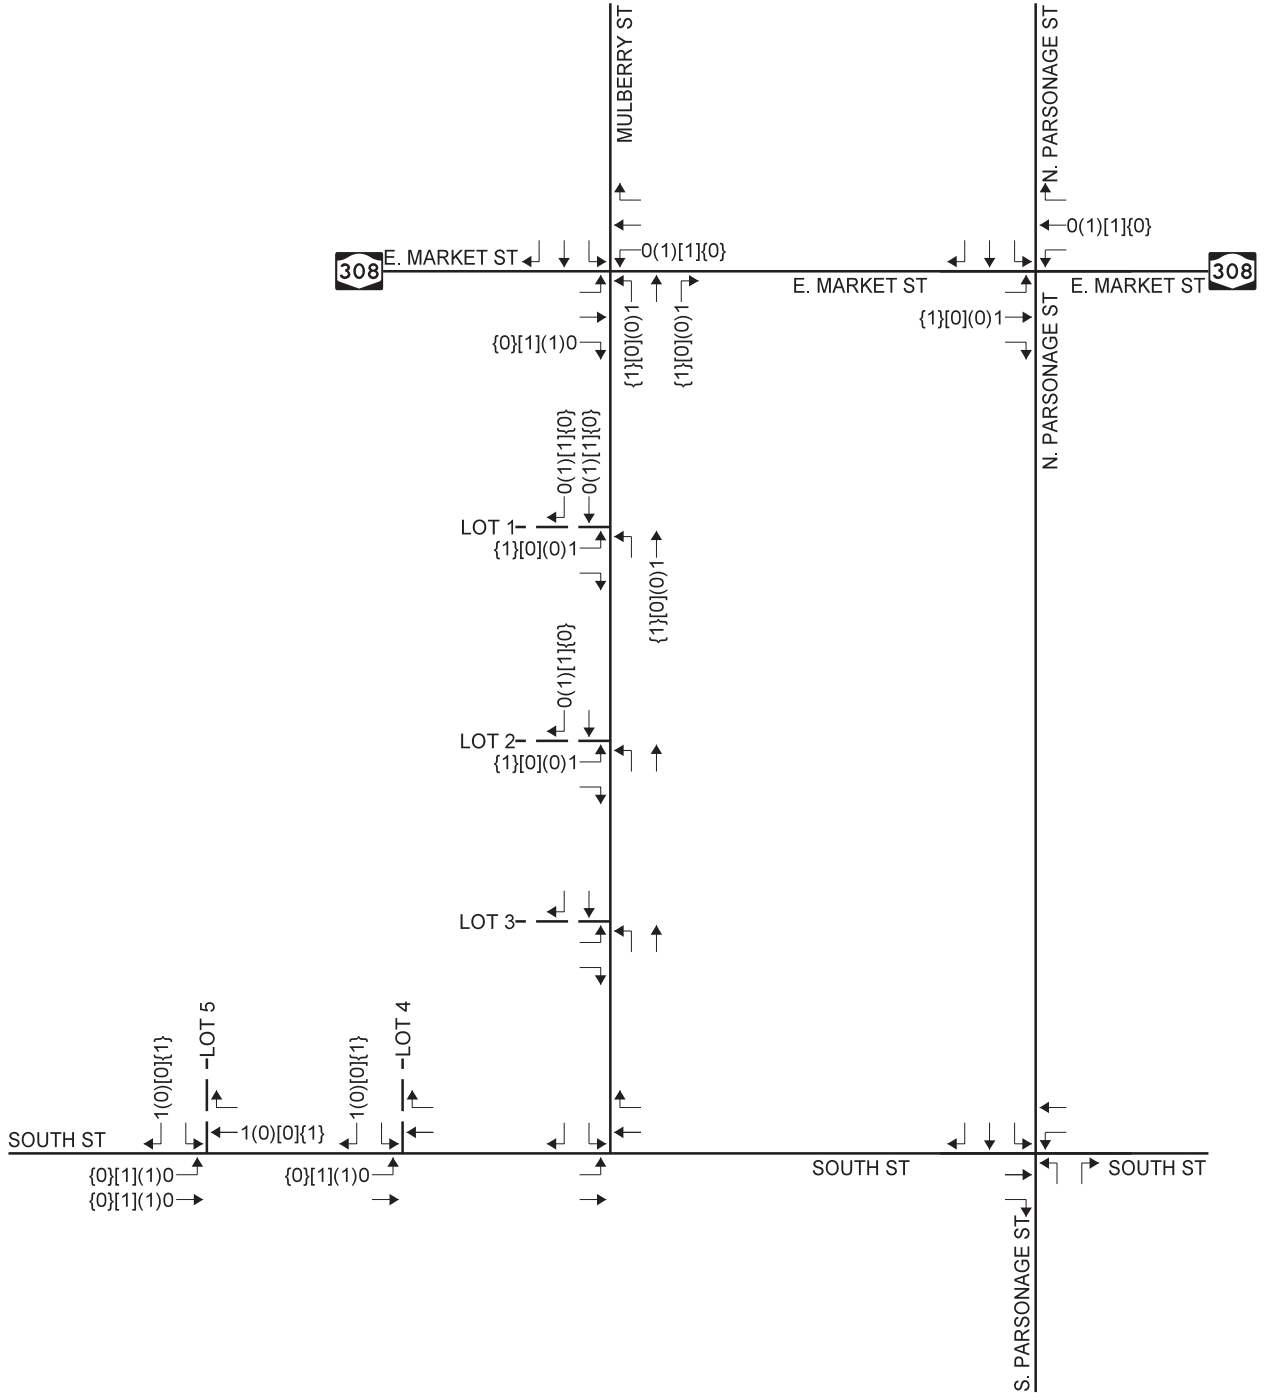 MULBERRY ST
N. PARSONAGE ST
0(1)[1]{0}
308
E. MARKET ST
0(1)[1]{0}
308
E. MARKET ST
E. MARKET ST
{0}[1](1)0
{1}[0](0)1
{1}[0](0)1
{1}[0](0)1
N. PARSONAGE ST
0(1)[1]{0}
0(1)[1]{0}
LOT 1
{1}[0](0)1
{1}[0](0)1
0(1)[1]{0}
LOT 2
{1}[0](0)1
LOT 3
LOT 5
LOT 4
1(0)[0]{1}
1(0)[0]{1}
SOUTH ST
1(0)[0]{1}
{0}[1](1)0
{0}[1](1)0
{0}[1](1)0
SOUTH ST
SOUTH ST
S. PARSONAGE ST